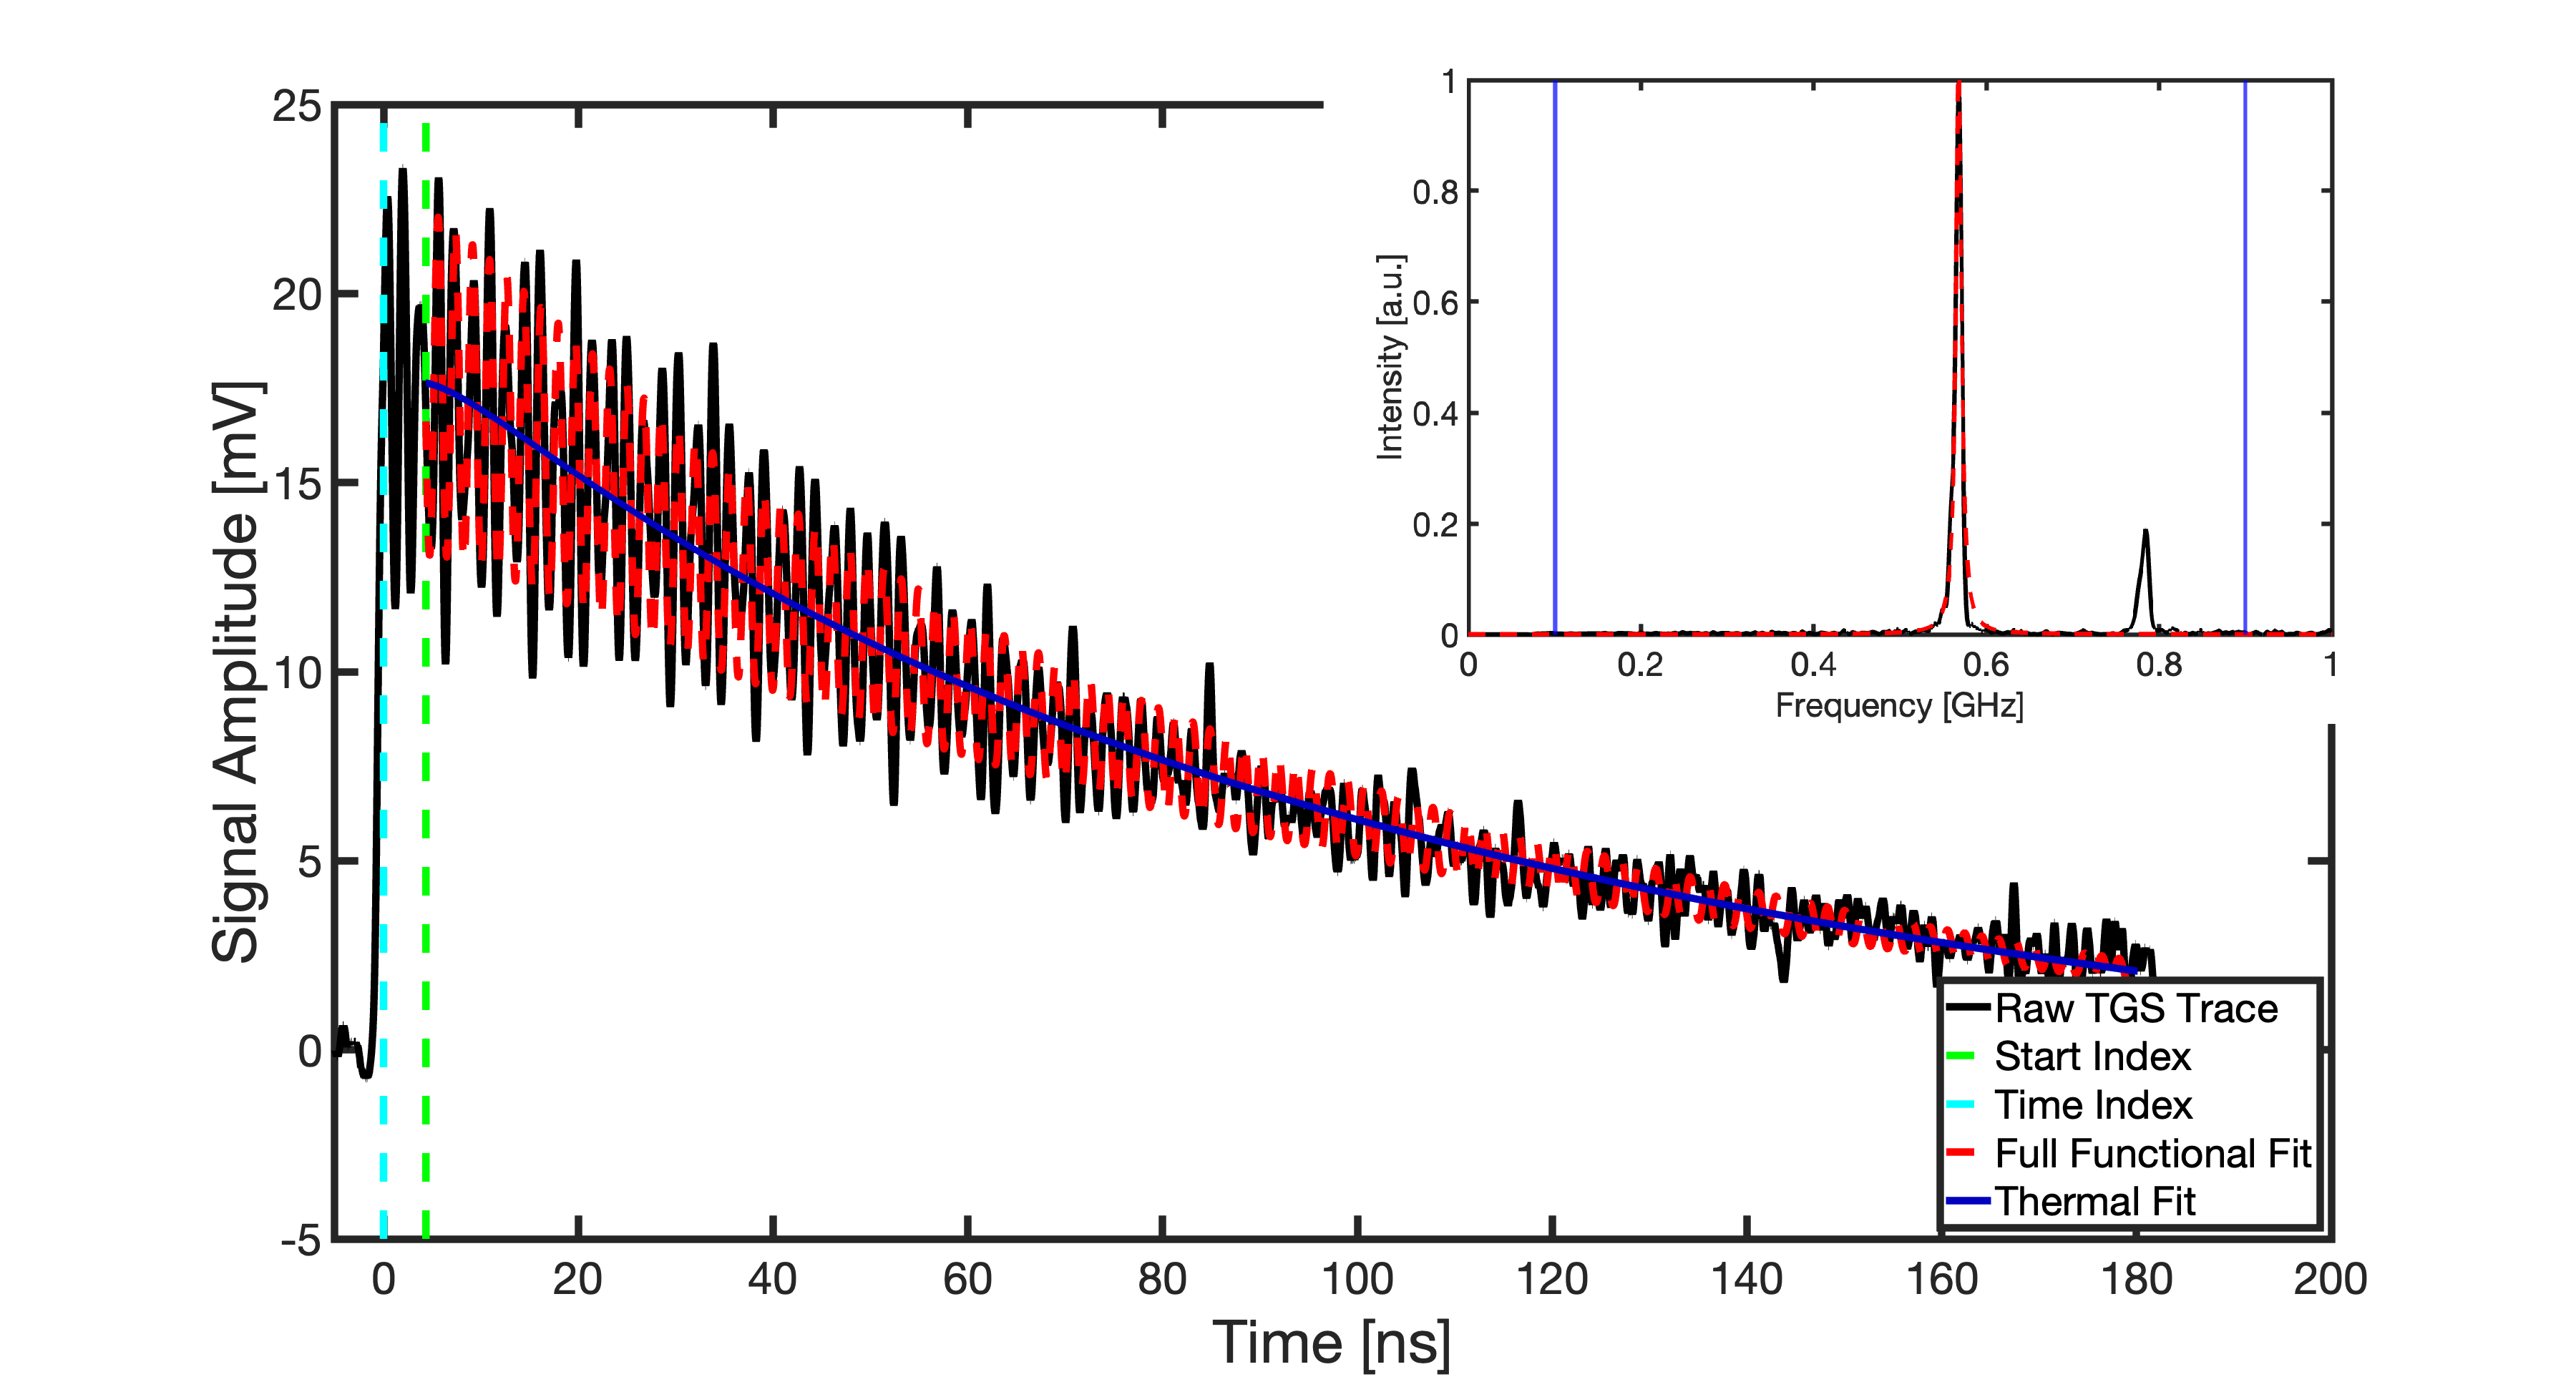 25
20
15
10
5
0
-5
Signal Amplitude [mV]
0 20 40 60 80 100 120 140 160 180 200
Time [ns]
1
0.8
0.6
0.4
0.2
0
Intensity [a.u.]
0 0.2 0.4 0.6 0.8 1
Frequency [GHz]
Raw TGS Trace
Start Index
Time Index
Full Functional Fit
Thermal Fit